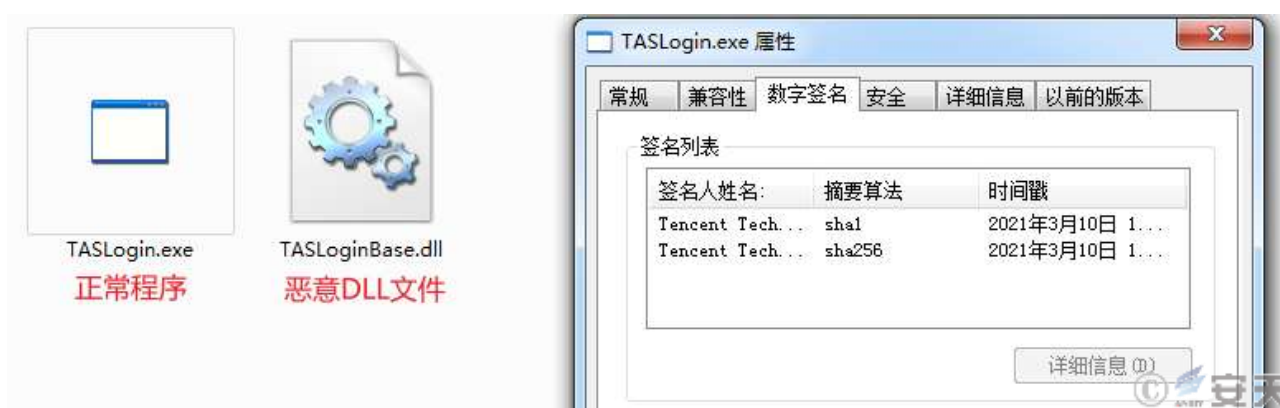 TASLogin.exe
正常程序
TASLoginBase.dll
恶意DLL文件
TASLogin.exe 属性
常规 兼容性 数字签名 安全 详细信息 以前的版本
签名列表
签名人姓名: 摘要算法 时间戳
Tencent Tech... sha1 2021年3月10日 1...
Tencent Tech... sha256 2021年3月10日 1...
详细信息(D)
© 安天